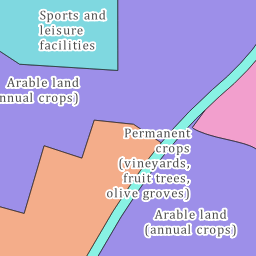 Sports and
leisure
facilities
Arable land
(annual crops)
Permanent
crops
(vineyards,
fruit trees,
olive groves)
Arable land
(annual crops)